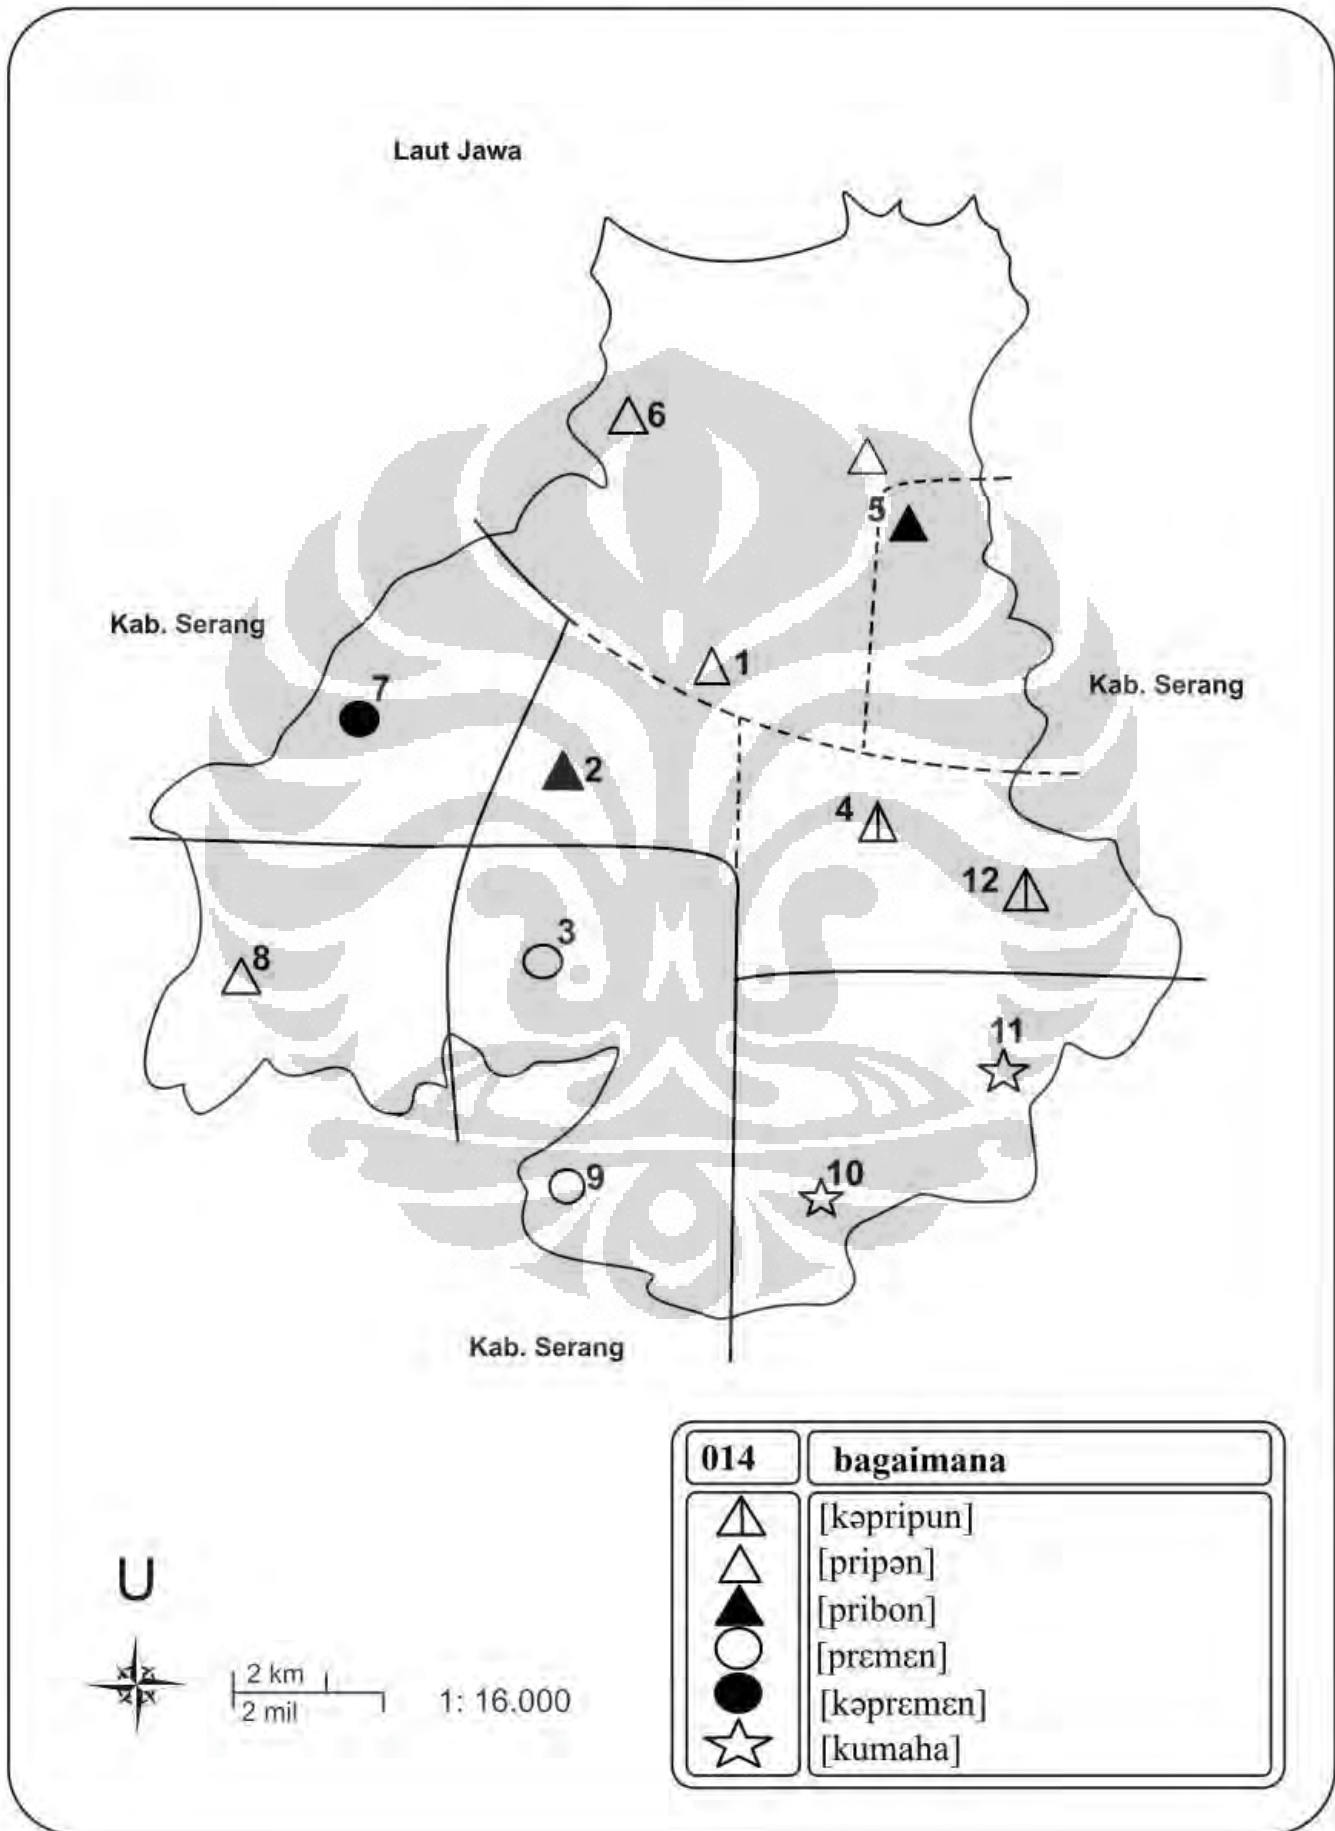 Laut Jawa
6
5
Kab. Serang
1
Kab. Serang
7
2
4
12
3
8
11
10
9
Kab. Serang
014 bagaimana
[kəpripun]
[pripən]
[pribon]
[prɛmɛn]
[kəprɛmɛn]
[kumaha]
U
2 km
2 mil
1: 16.000